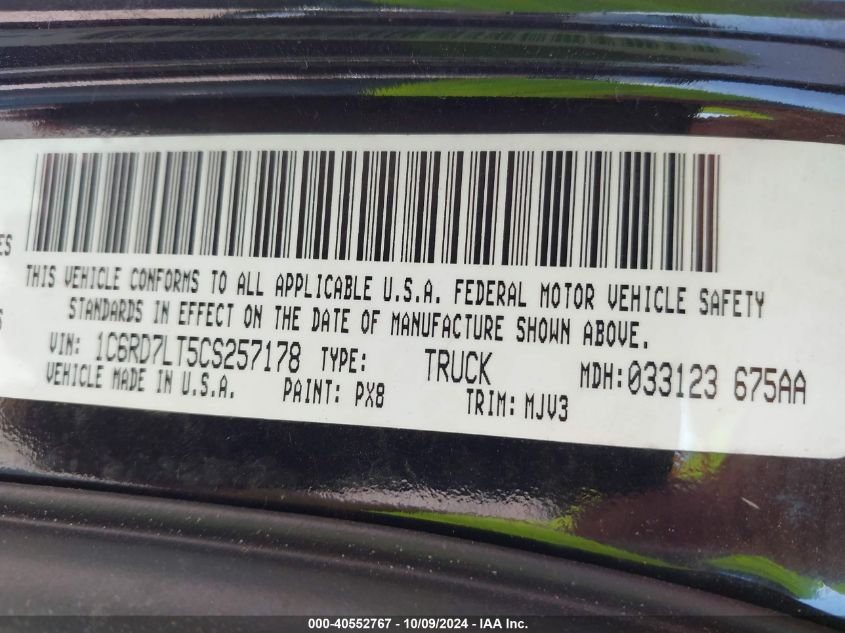 ES
THIS VEHICLE CONFORMS TO ALL APPLICABLE U.S.A. FEDERAL MOTOR VEHICLE SAFETY
S
STANDARDS IN EFFECT ON THE DATE OF MANUFACTURE SHOWN ABOVE.
VIN: 1C6RD7LT5CS257178 TYPE: TRUCK MDH:033123 675AA
VEHICLE MADE IN U.S.A. PAINT: PX8 TRIM: MJV3
000-40552767 - 10/09/2024 - IAA Inc.